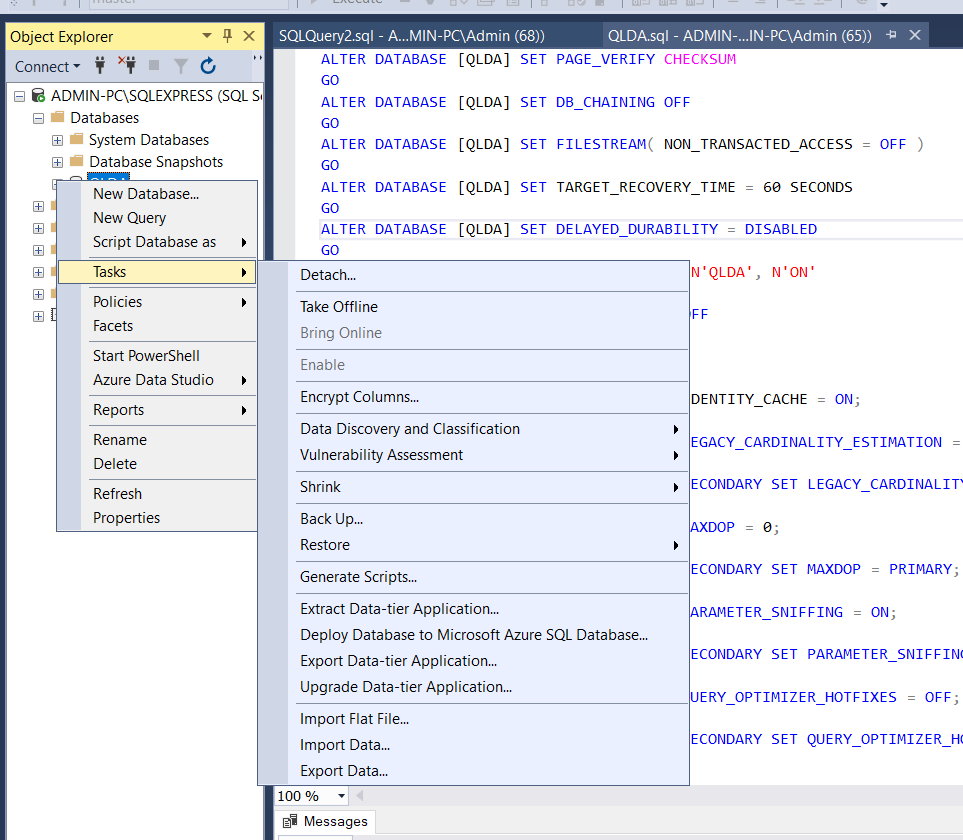 master
Execute
Object Explorer
SQLQuery2.sql - A...MIN-PC\Admin (68))
QLDA.sql - ADMIN-...IN-PC\Admin (65))
Connect
ADMIN-PC\SQLEXPRESS (SQL Se
Databases
System Databases
Database Snapshots
QLDA
New Database...
New Query
Script Database as
Tasks
Policies
Facets
Start PowerShell
Azure Data Studio
Reports
Rename
Delete
Refresh
Properties
Detach...
Take Offline
Bring Online
Enable
Encrypt Columns...
Data Discovery and Classification
Vulnerability Assessment
Shrink
Back Up...
Restore
Generate Scripts...
Extract Data-tier Application...
Deploy Database to Microsoft Azure SQL Database...
Export Data-tier Application...
Upgrade Data-tier Application...
Import Flat File...
Import Data...
Export Data...
ALTER DATABASE [QLDA] SET PAGE_VERIFY CHECKSUM
GO
ALTER DATABASE [QLDA] SET DB_CHAINING OFF
GO
ALTER DATABASE [QLDA] SET FILESTREAM( NON_TRANSACTED_ACCESS = OFF )
GO
ALTER DATABASE [QLDA] SET TARGET_RECOVERY_TIME = 60 SECONDS
GO
ALTER DATABASE [QLDA] SET DELAYED_DURABILITY = DISABLED
GO
N'QLDA', N'ON'
FF
DENTITY_CACHE = ON;
EGACY_CARDINALITY_ESTIMATION =
ECONDARY SET LEGACY_CARDINALITY
AXDOP = 0;
ECONDARY SET MAXDOP = PRIMARY;
ARAMETER_SNIFFING = ON;
ECONDARY SET PARAMETER_SNIFFING
UERY_OPTIMIZER_HOTFIXES = OFF;
ECONDARY SET QUERY_OPTIMIZER_HO
100 %
Messages